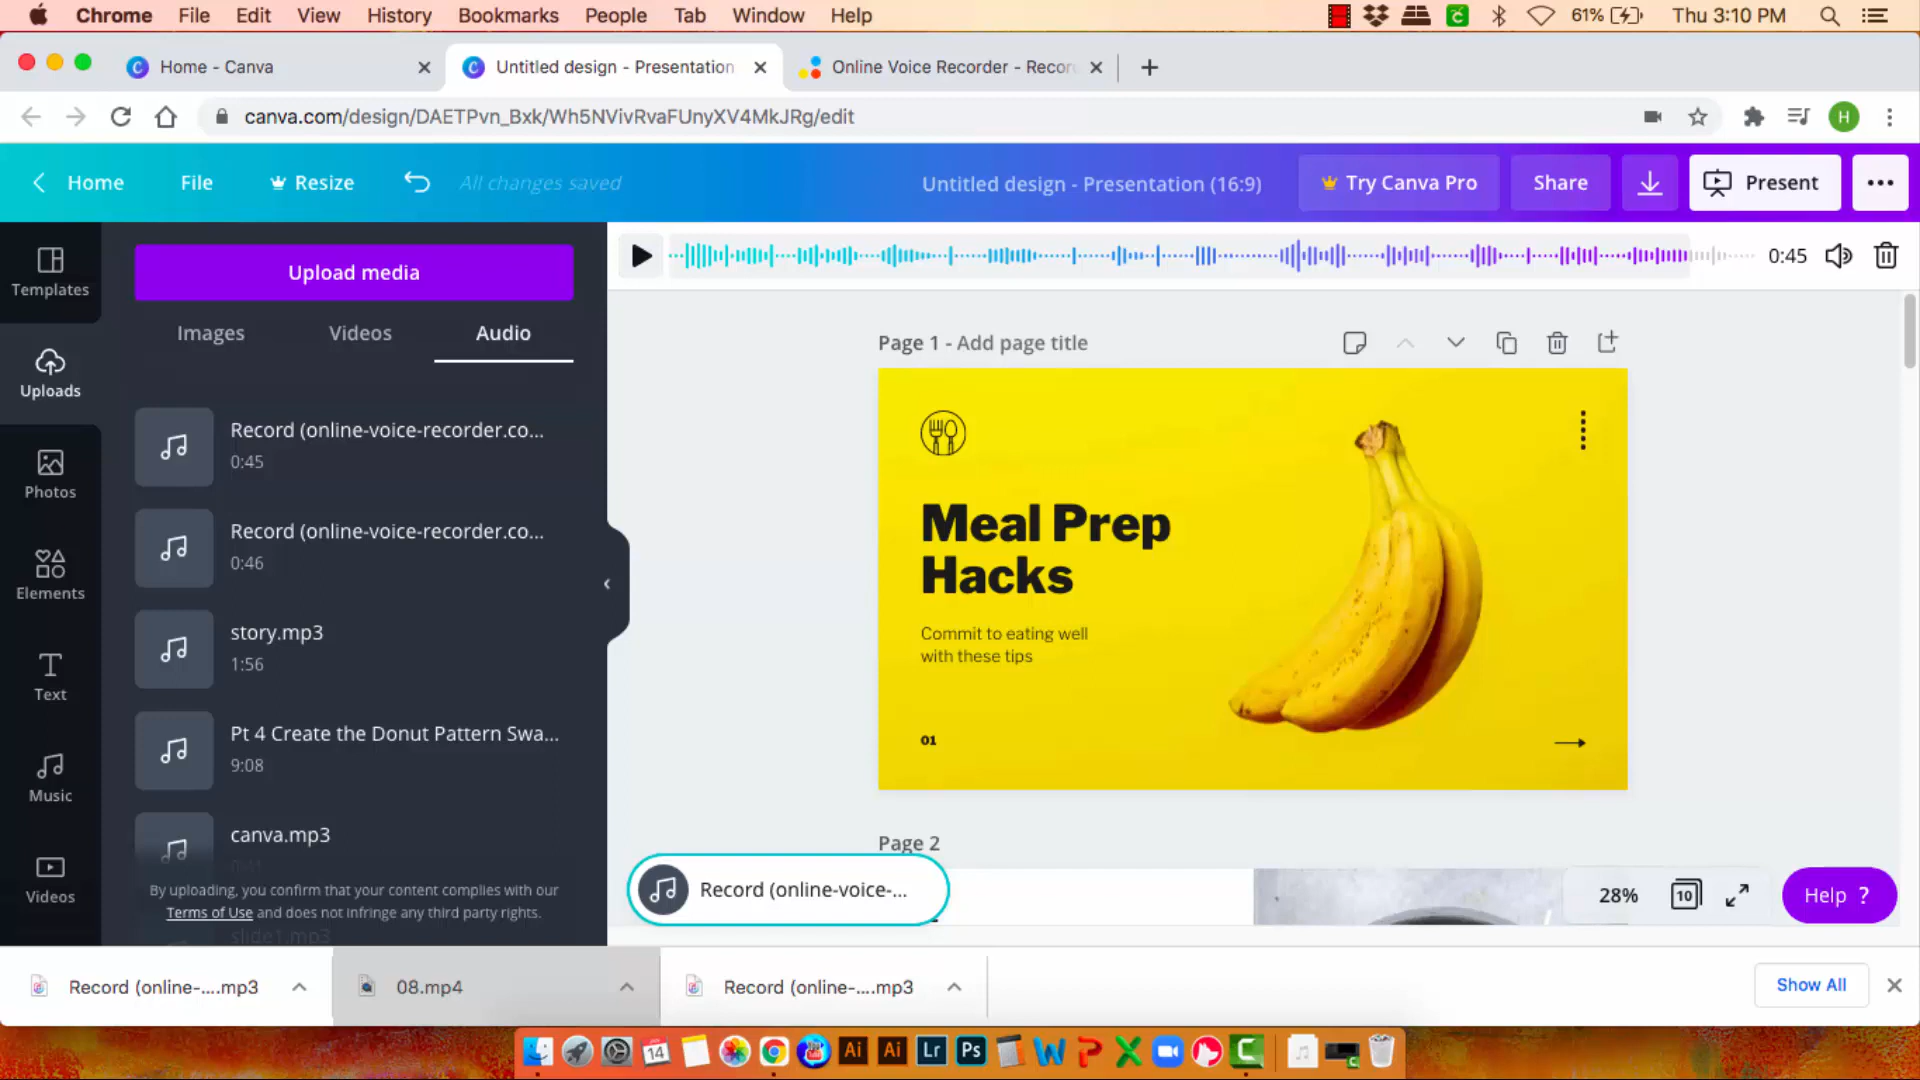 Chrome File Edit View History Bookmarks People Tab Window Help
61% Thu 3:10 PM
Home - Canva
Untitled design - Presentation
Online Voice Recorder - Recor
canva.com/design/DAETPvn_Bxk/Wh5NVivRvaFUnyXV4MkJRg/edit
H
Home File Resize All changes saved
Untitled design - Presentation (16:9)
Try Canva Pro
Share
Present
Templates
Uploads
Photos
Elements
Text
Music
Videos
Upload media
Images Videos Audio
Record (online-voice-recorder.co...
0:45
Record (online-voice-recorder.co...
0:46
story.mp3
1:56
Pt 4 Create the Donut Pattern Swa...
9:08
canva.mp3
By uploading, you confirm that your content complies with our
Terms of Use and does not infringe any third party rights.
slide1.mp3
0:45
Page 1 - Add page title
Meal Prep
Hacks
Commit to eating well
with these tips
01
Page 2
Record (online-voice-...
28%
10
Help ?
Record (online-....mp3
08.mp4
Record (online-....mp3
Show All
14
Ai
Ai
Lr
Ps